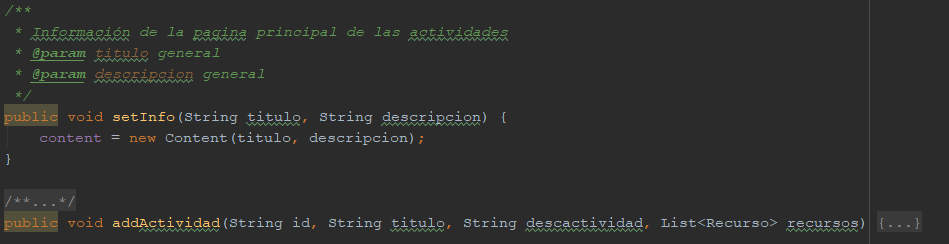 /**
 * Información de la pagina principal de las actividades
 * @param titulo general
 * @param descripcion general
 */
public void setInfo(String titulo, String descripcion) {
    content = new Content(titulo, descripcion);
}
/**...*/
public void addActividad(String id, String titulo, String descactividad, List<Recurso> recursos) {...}